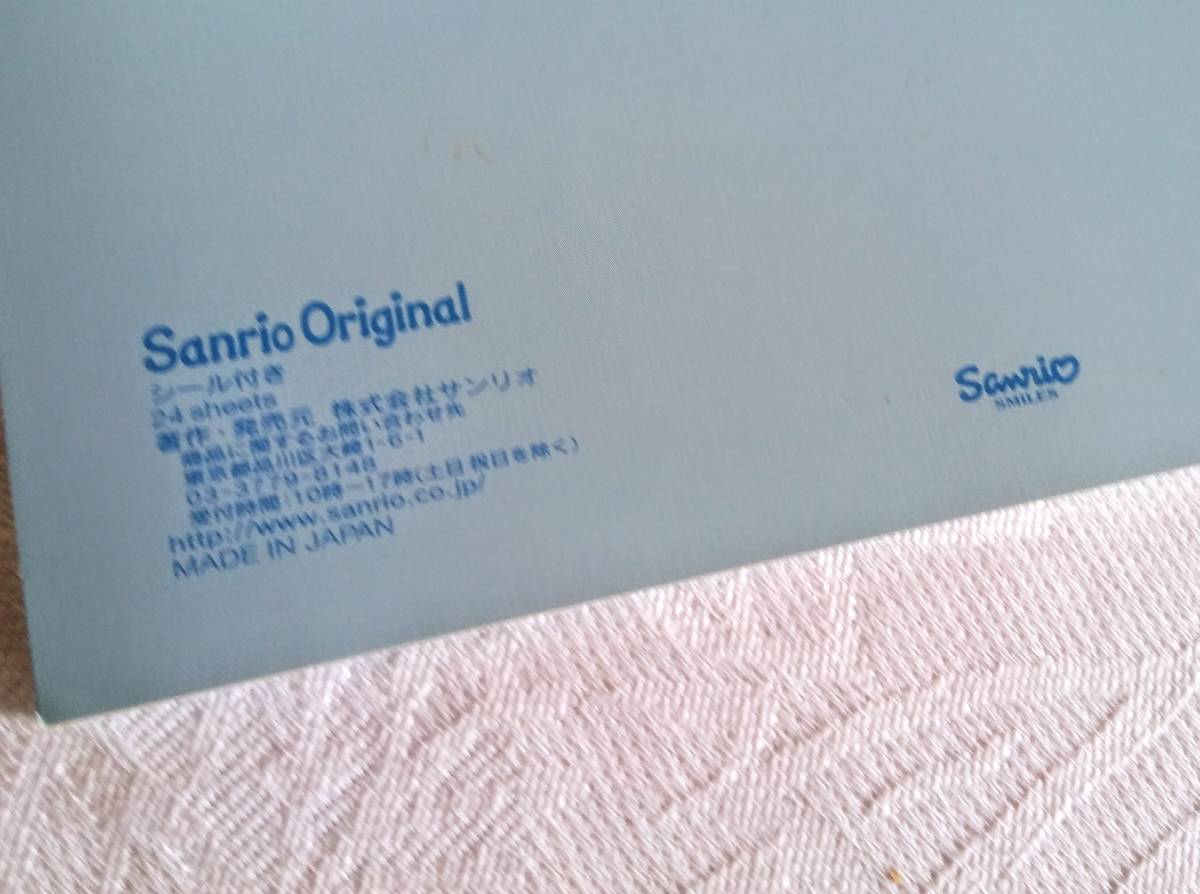 Sanrio Original
シール付き
24 sheets
著作・発売元 株式会社サンリオ
商品に関するお問い合わせ先
東京都品川区大崎1-6-1
03-3779-8148
受付時間:10時〜17時(土日祝日を除く)
http://www.sanrio.co.jp/
MADE IN JAPAN
Sanrio
SMILES